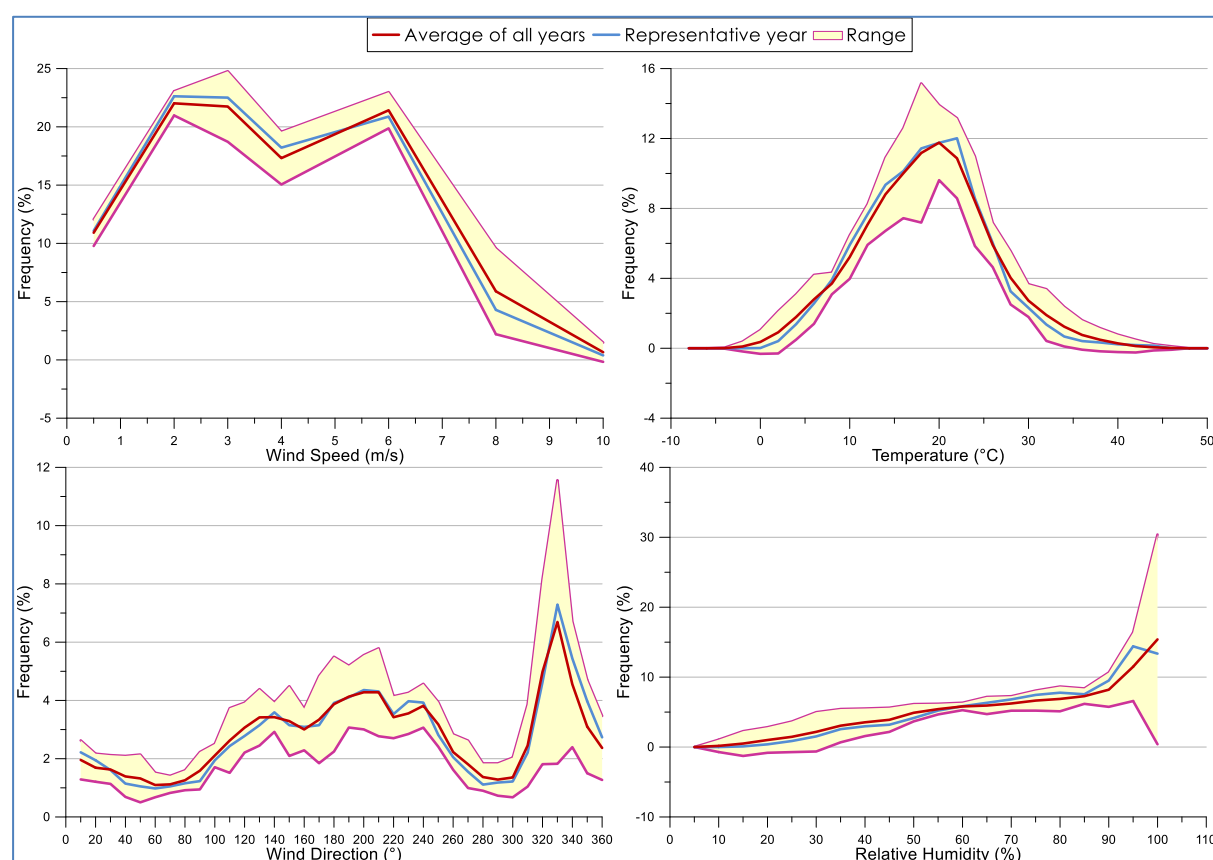 Average of all years Representative year Range
25
20
15
10
5
0
-5
Frequency (%)
0 1 2 3 4 5 6 7 8 9 10
Wind Speed (m/s)
16
12
8
4
0
-4
Frequency (%)
-10 0 10 20 30 40 50
Temperature (°C)
12
10
8
6
4
2
0
Frequency (%)
0 20 40 60 80 100 120 140 160 180 200 220 240 260 280 300 320 340 360
Wind Direction (°)
40
30
20
10
0
-10
Frequency (%)
0 10 20 30 40 50 60 70 80 90 100 110
Relative Humidity (%)